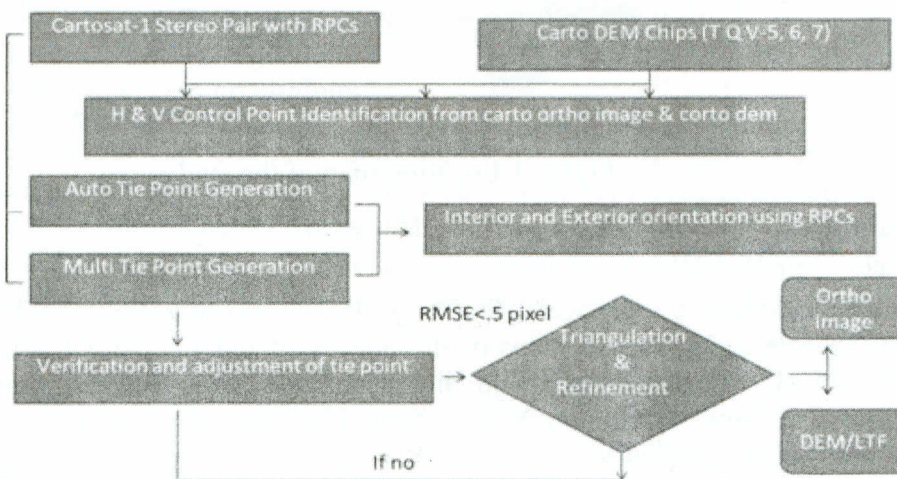 Cartosat-1 Stereo Pair with RPCs
Carto DEM Chips (T Q V-5, 6, 7)
H & V Control Point Identification from carto ortho image & corto dem
Auto Tie Point Generation
Interior and Exterior orientation using RPCs
Multi Tie Point Generation
RMSE<.5 pixel
Ortho
image
Triangulation
&
Refinement
Verification and adjustment of tie point
DEM/LTF
If no